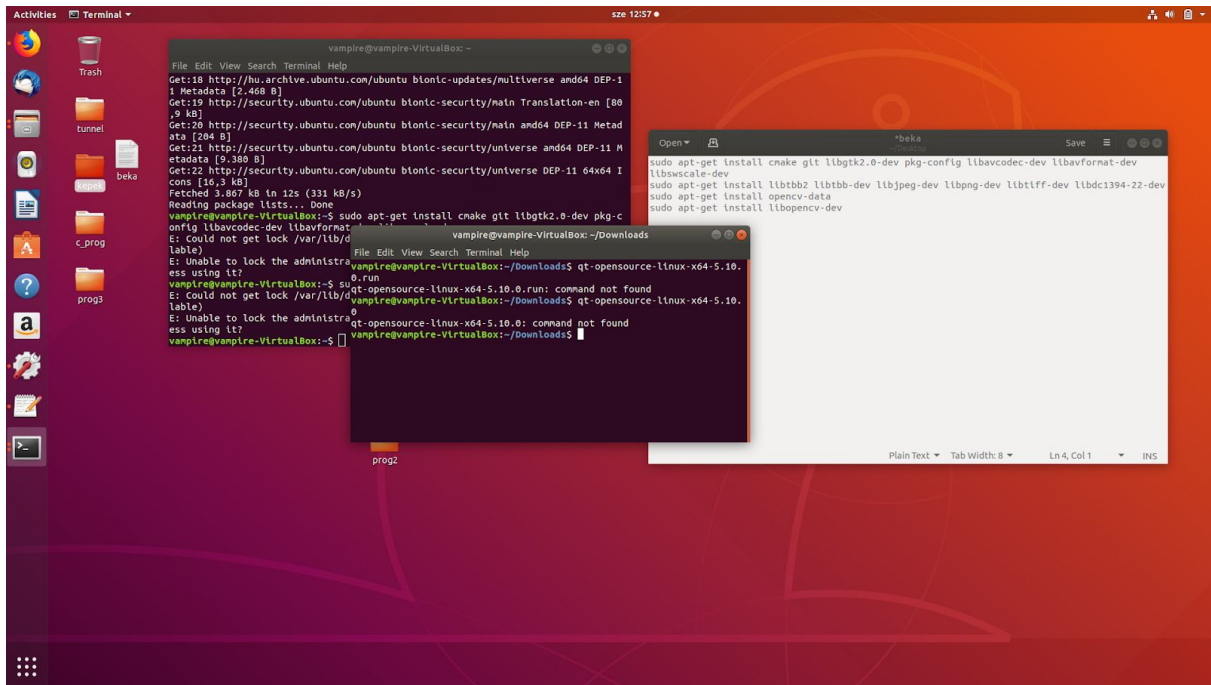 Activities Terminal
sze 12:57
Trash
tunnel
kepek
beka
c_prog
prog3
prog2
vampire@vampire-VirtualBox: ~
File Edit View Search Terminal Help
Get:18 http://hu.archive.ubuntu.com/ubuntu bionic-updates/multiverse amd64 DEP-1
1 Metadata [2.468 B]
Get:19 http://security.ubuntu.com/ubuntu bionic-security/main Translation-en [80
,9 kB]
Get:20 http://security.ubuntu.com/ubuntu bionic-security/main amd64 DEP-11 Metad
ata [204 B]
Get:21 http://security.ubuntu.com/ubuntu bionic-security/universe amd64 DEP-11 M
etadata [9.380 B]
Get:22 http://security.ubuntu.com/ubuntu bionic-security/universe DEP-11 64x64 I
cons [16,3 kB]
Fetched 3.867 kB in 12s (331 kB/s)
Reading package lists... Done
vampire@vampire-VirtualBox:~$ sudo apt-get install cmake git libgtk2.0-dev pkg-c
onfig libavcodec-dev libavformat
E: Could not get lock /var/lib/d
lable)
E: Unable to lock the administra
ess using it?
vampire@vampire-VirtualBox:~$ su
E: Could not get lock /var/lib/d
lable)
E: Unable to lock the administra
ess using it?
vampire@vampire-VirtualBox:~$
vampire@vampire-VirtualBox: ~/Downloads
File Edit View Search Terminal Help
vampire@vampire-VirtualBox:~/Downloads$ qt-opensource-linux-x64-5.10.
0.run
qt-opensource-linux-x64-5.10.0.run: command not found
vampire@vampire-VirtualBox:~/Downloads$ qt-opensource-linux-x64-5.10.
0
qt-opensource-linux-x64-5.10.0: command not found
vampire@vampire-VirtualBox:~/Downloads$
Open *beka Save
~/Desktop
sudo apt-get install cmake git libgtk2.0-dev pkg-config libavcodec-dev libavformat-dev
libswscale-dev
sudo apt-get install libtbb2 libtbb-dev libjpeg-dev libpng-dev libtiff-dev libdc1394-22-dev
sudo apt-get install opencv-data
sudo apt-get install libopencv-dev
Plain Text Tab Width: 8 Ln 4, Col 1 INS